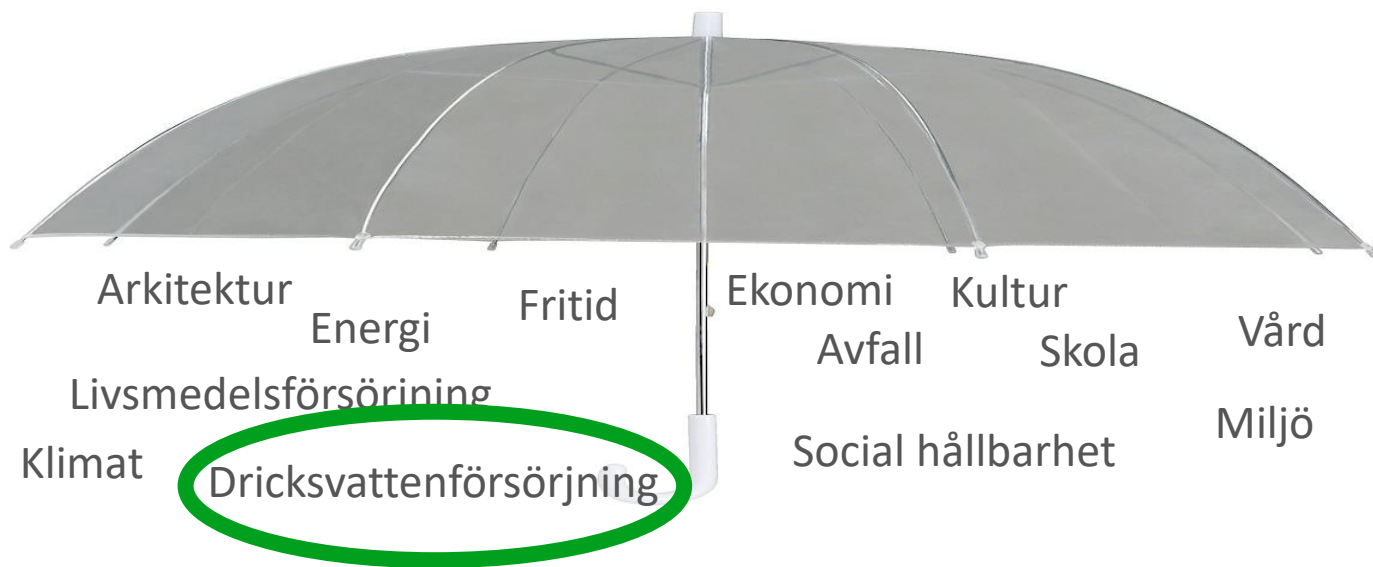 Arkitektur
Energi
Fritid
Ekonomi
Kultur
Avfall
Skola
Vård
Livsmedelsförsörjning
Klimat
Dricksvattenförsörjning
Social hållbarhet
Miljö